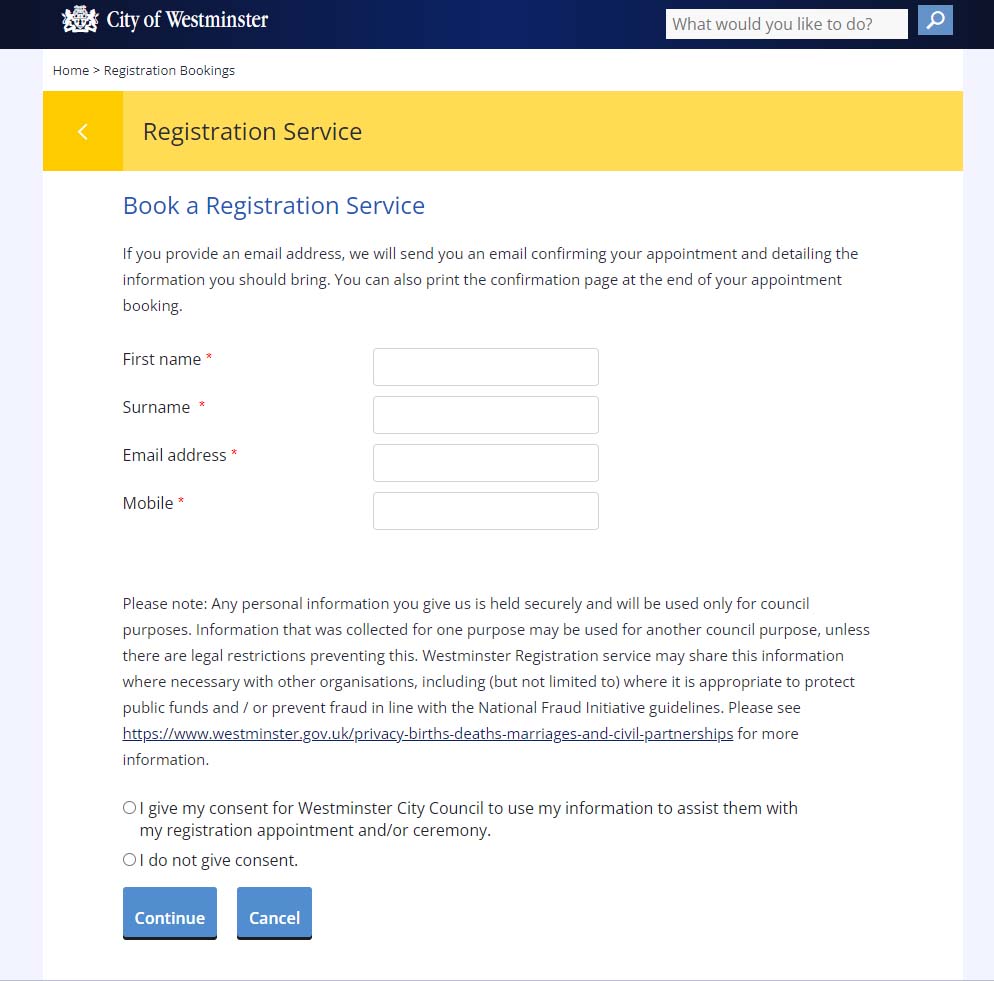 City of Westminster
What would you like to do?
Home > Registration Bookings
Registration Service
Book a Registration Service
If you provide an email address, we will send you an email confirming your appointment and detailing the
information you should bring. You can also print the confirmation page at the end of your appointment
booking.
First name *
Surname *
Email address *
Mobile *
Please note: Any personal information you give us is held securely and will be used only for council
purposes. Information that was collected for one purpose may be used for another council purpose, unless
there are legal restrictions preventing this. Westminster Registration service may share this information
where necessary with other organisations, including (but not limited to) where it is appropriate to protect
public funds and / or prevent fraud in line with the National Fraud Initiative guidelines. Please see
https://www.westminster.gov.uk/privacy-births-deaths-marriages-and-civil-partnerships for more
information.
I give my consent for Westminster City Council to use my information to assist them with
my registration appointment and/or ceremony.
I do not give consent.
Continue Cancel